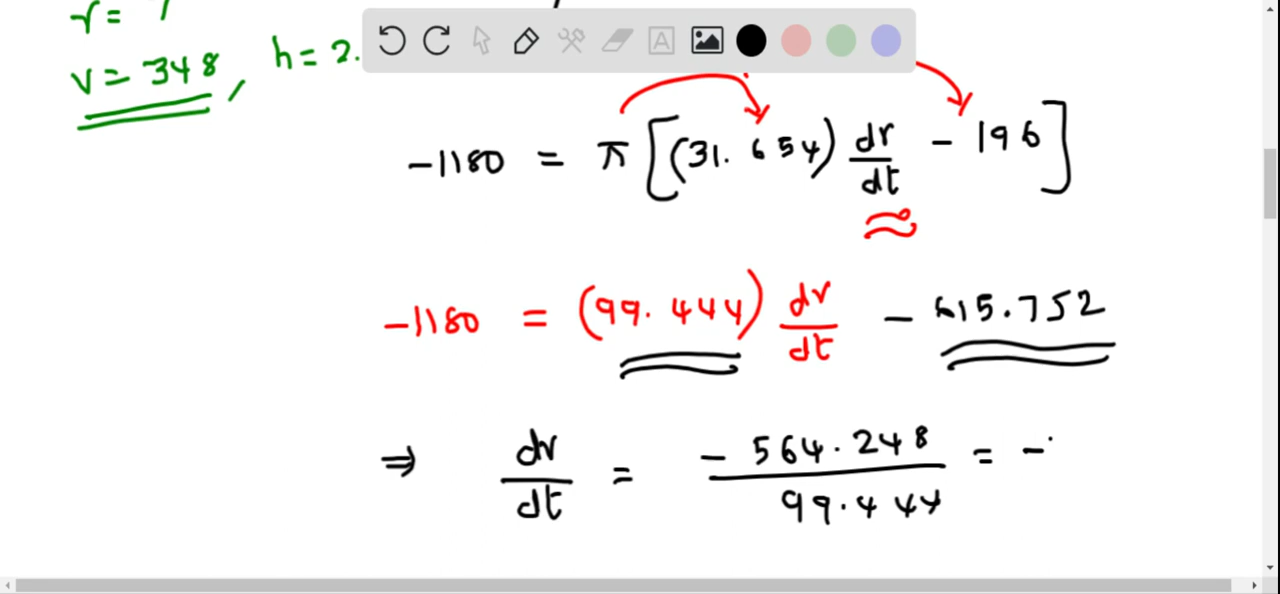 r = 7
V = 348, h = 2.
-1180 = π [(31.654) dr/dt - 196]
-1180 = (99.444) dr/dt - 615.752
⇒ dr/dt = -564.248/99.444 = -